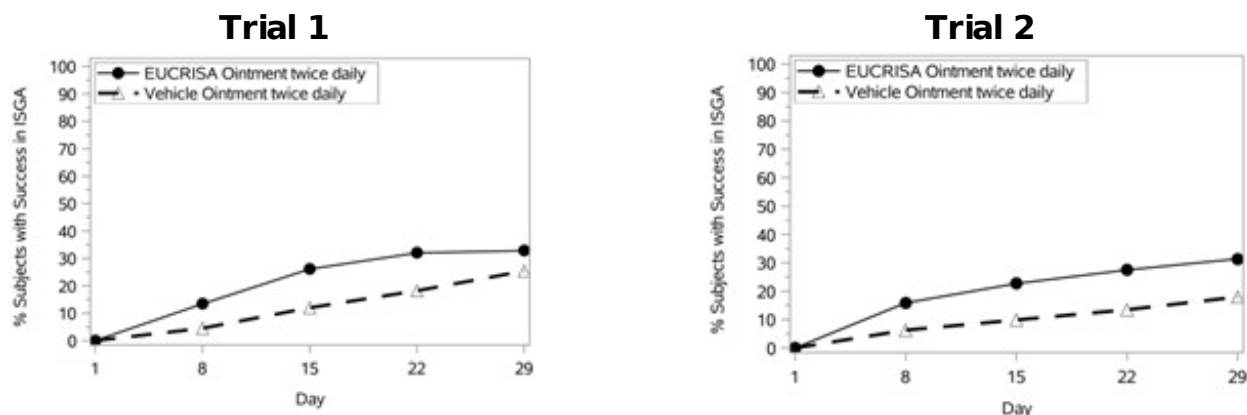 Trial 1
EUCRISA Ointment twice daily
Vehicle Ointment twice daily
% Subjects with Success in ISGA
100
90
80
70
60
50
40
30
20
10
0
1 8 15 22 29
Day
Trial 2
EUCRISA Ointment twice daily
Vehicle Ointment twice daily
% Subjects with Success in ISGA
100
90
80
70
60
50
40
30
20
10
0
1 8 15 22 29
Day